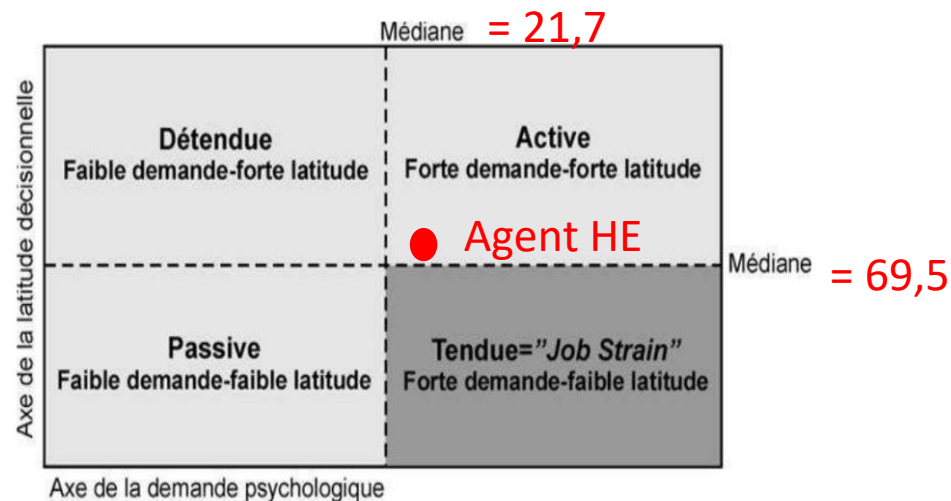 Médiane = 21,7
Axe de la latitude décisionnelle
Détendue
Faible demande-forte latitude
Active
Forte demande-forte latitude
Agent HE
Médiane = 69,5
Passive
Faible demande-faible latitude
Tendue="Job Strain"
Forte demande-faible latitude
Axe de la demande psychologique